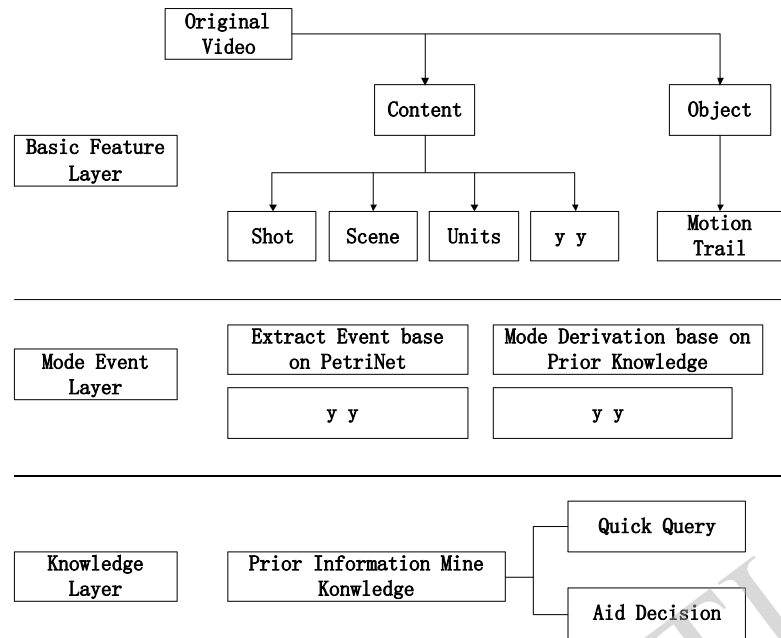 Original
Video
Content
Object
Basic Feature
Layer
Shot
Scene
Units
y y
Motion
Trail
Extract Event base
on PetriNet
Mode Derivation base on
Prior Knowledge
Mode Event
Layer
y y
y y
Quick Query
Knowledge
Layer
Prior Information Mine
Konwledge
Aid Decision